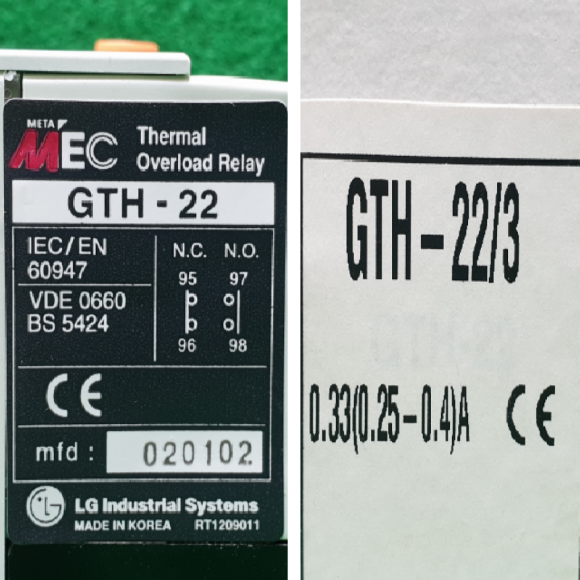 META
MEC
Thermal
Overload Relay
GTH - 22
IEC/EN
60947
VDE 0660
BS 5424
N.C. N.O.
95 97
96 98
CE
mfd : 020102
LG
LG Industrial Systems
MADE IN KOREA RT1209011
GTH-22/3
0.33(0.25-0.4)A CE